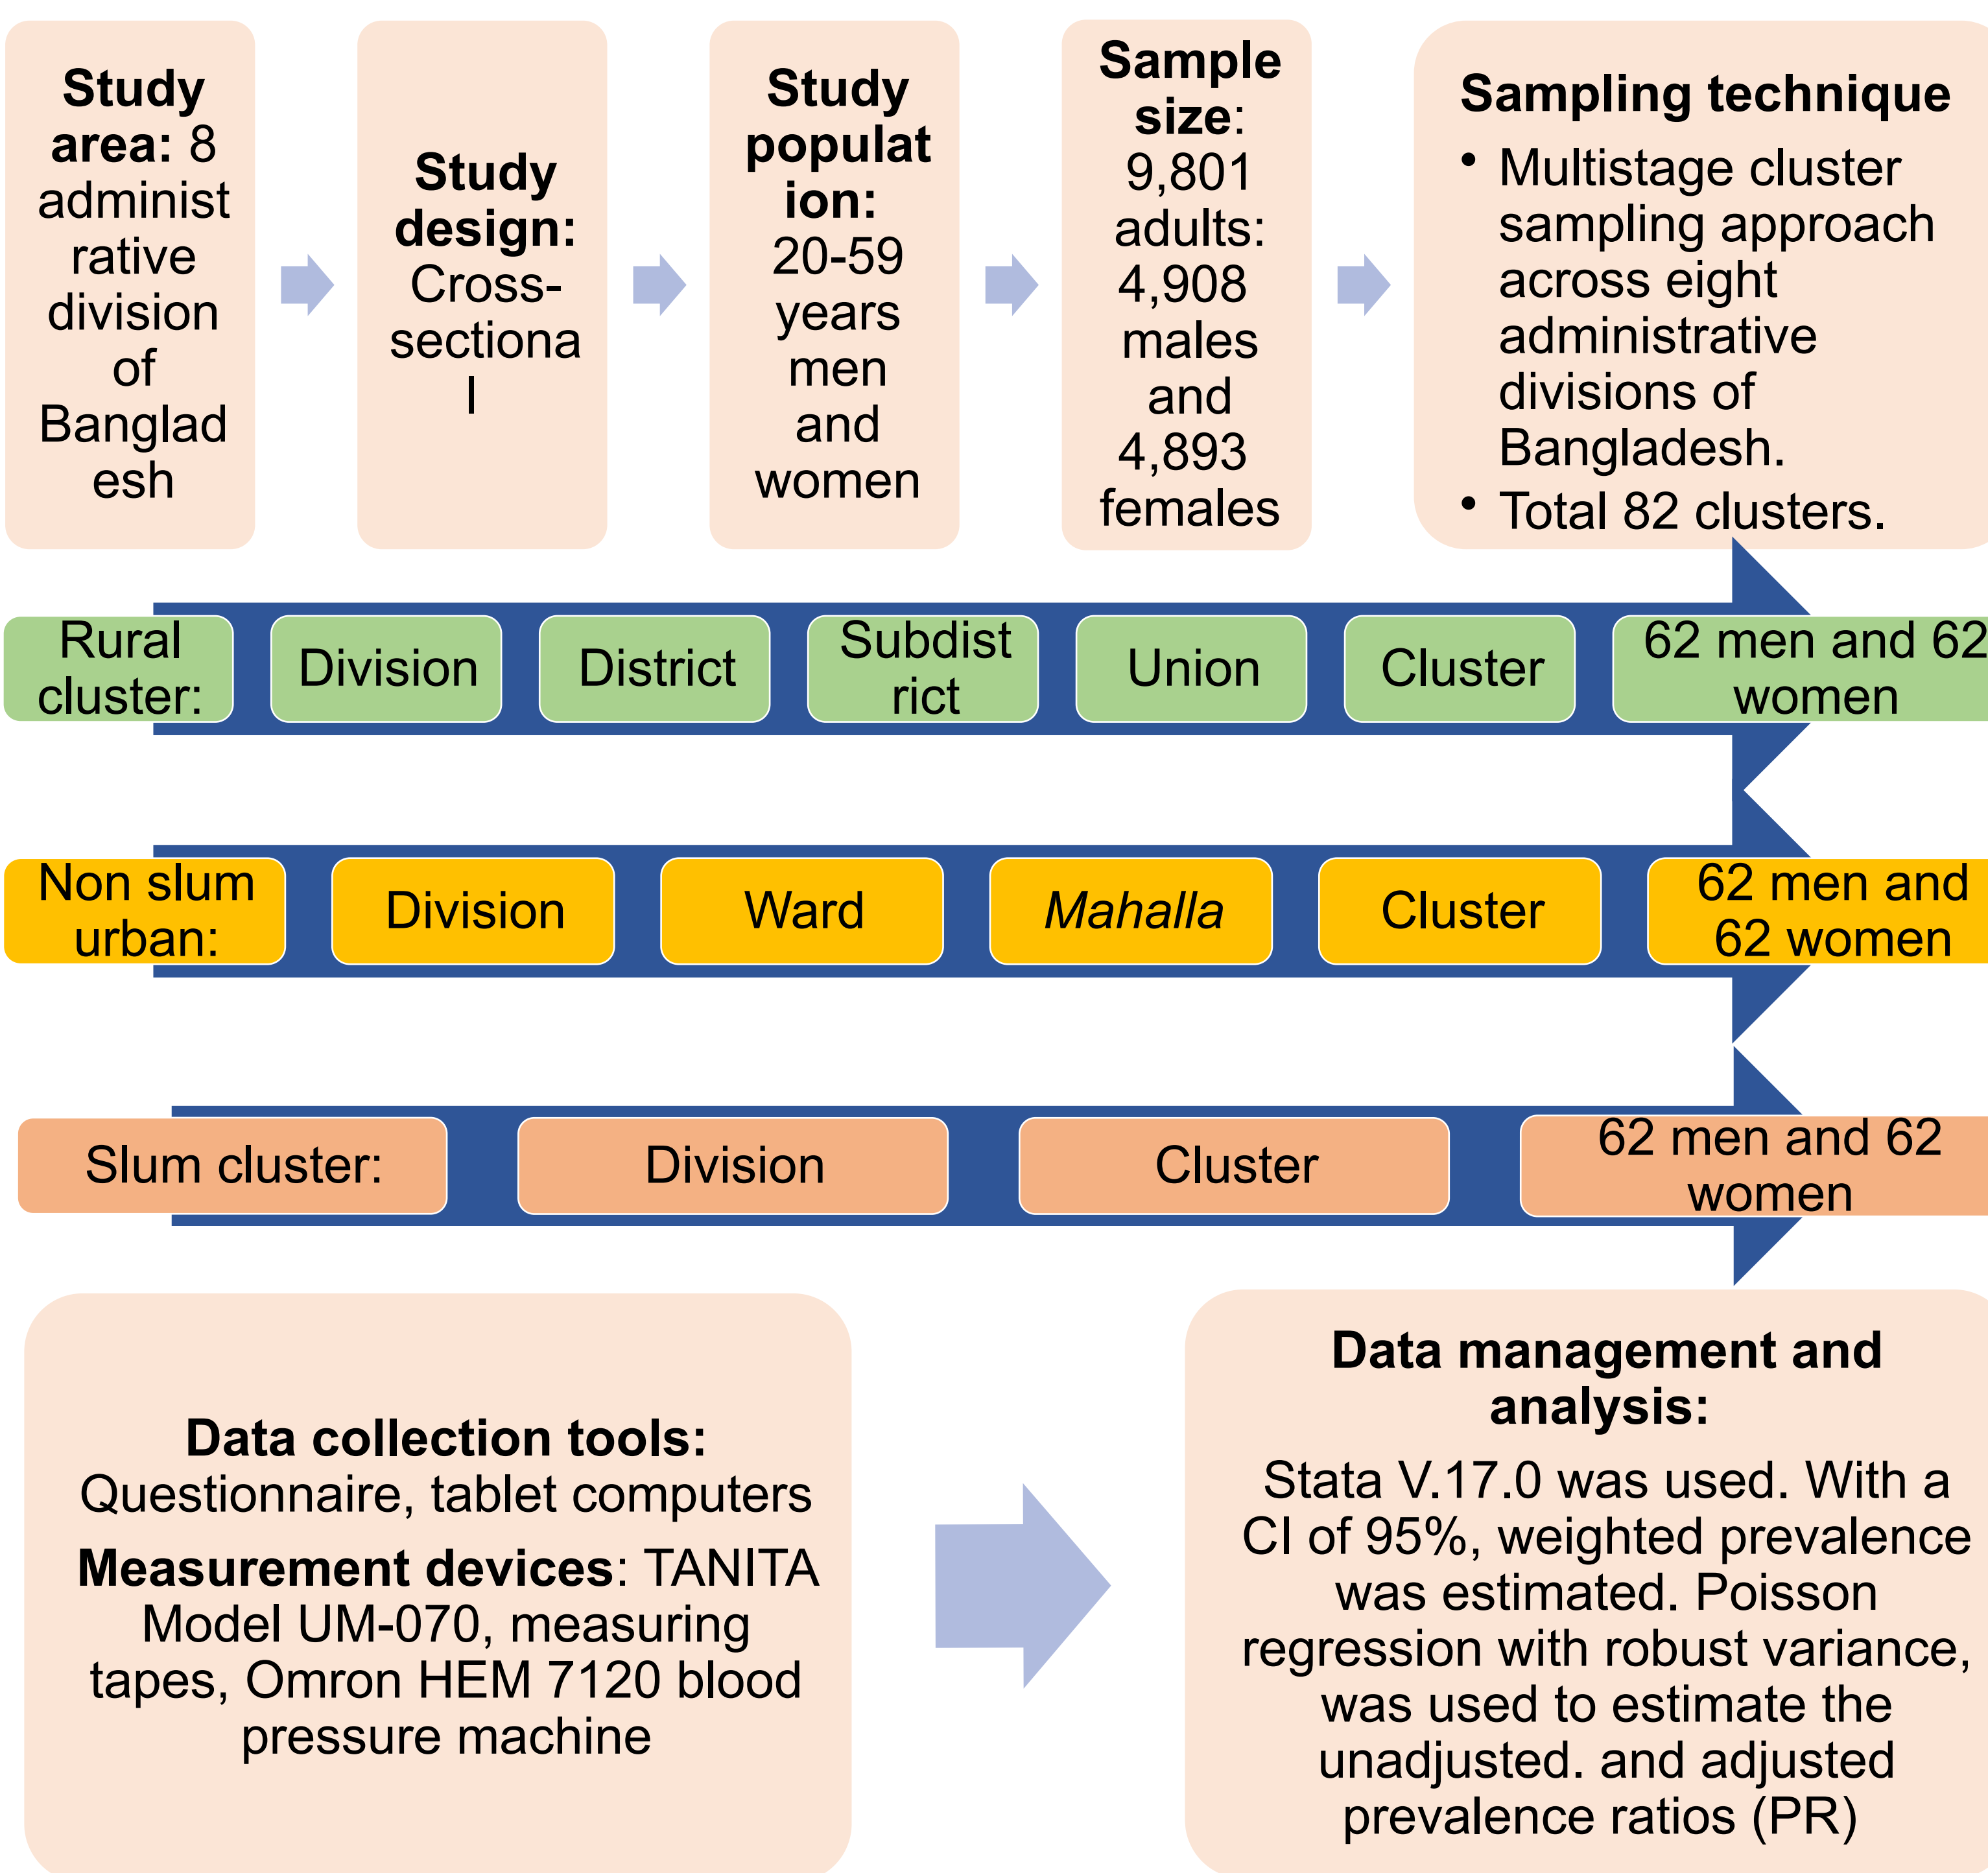 Study
area: 8
administ
rative
division
of
Banglad
esh
Study
design:
Cross-
sectiona
l
Study
populat
ion:
20-59
years
men
and
women
Sample
size:
9,801
adults:
4,908
males
and
4,893
females
Sampling technique
• Multistage cluster
sampling approach
across eight
administrative
divisions of
Bangladesh.
• Total 82 clusters.
Rural
cluster:
Division
District
Subdist
rict
Union
Cluster
62 men and 62
women
Non slum
urban:
Division
Ward
Mahalla
Cluster
62 men and
62 women
Slum cluster:
Division
Cluster
62 men and 62
women
Data collection tools:
Questionnaire, tablet computers
Measurement devices: TANITA
Model UM-070, measuring
tapes, Omron HEM 7120 blood
pressure machine
Data management and
analysis:
Stata V.17.0 was used. With a
CI of 95%, weighted prevalence
was estimated. Poisson
regression with robust variance,
was used to estimate the
unadjusted. and adjusted
prevalence ratios (PR)